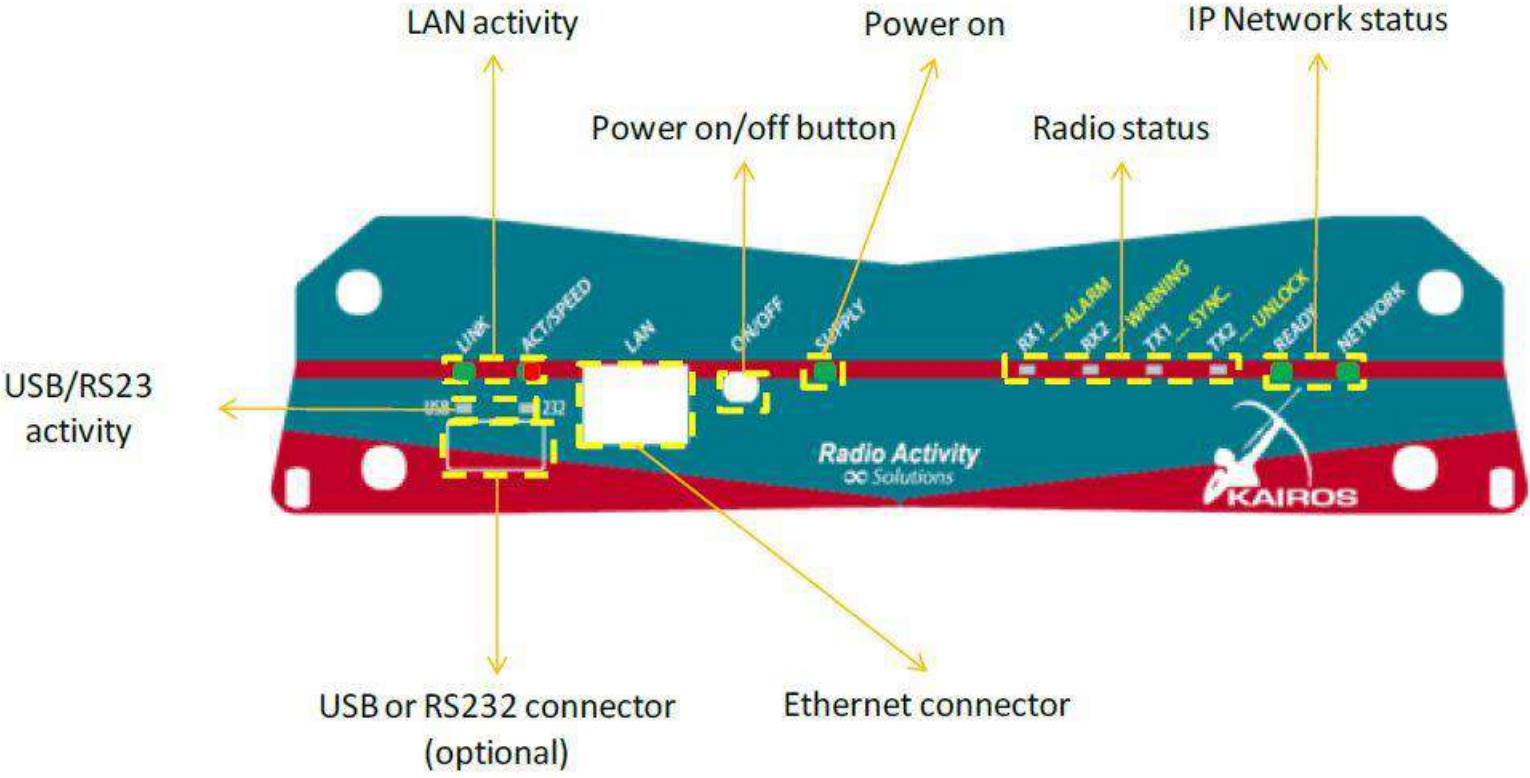 LAN activity
Power on
IP Network status
Power on/off button
Radio status
LINK
ACT/SPEED
LAN
ON/OFF
SUPPLY
RX1
--- ALARM
RX2
--- WARNING
TX1
--- SYNC.
TX2
--- UNLOCK
READY
NETWORK
USB/RS23
activity
USB
232
Radio Activity
Solutions
KAIROS
USB or RS232 connector
(optional)
Ethernet connector